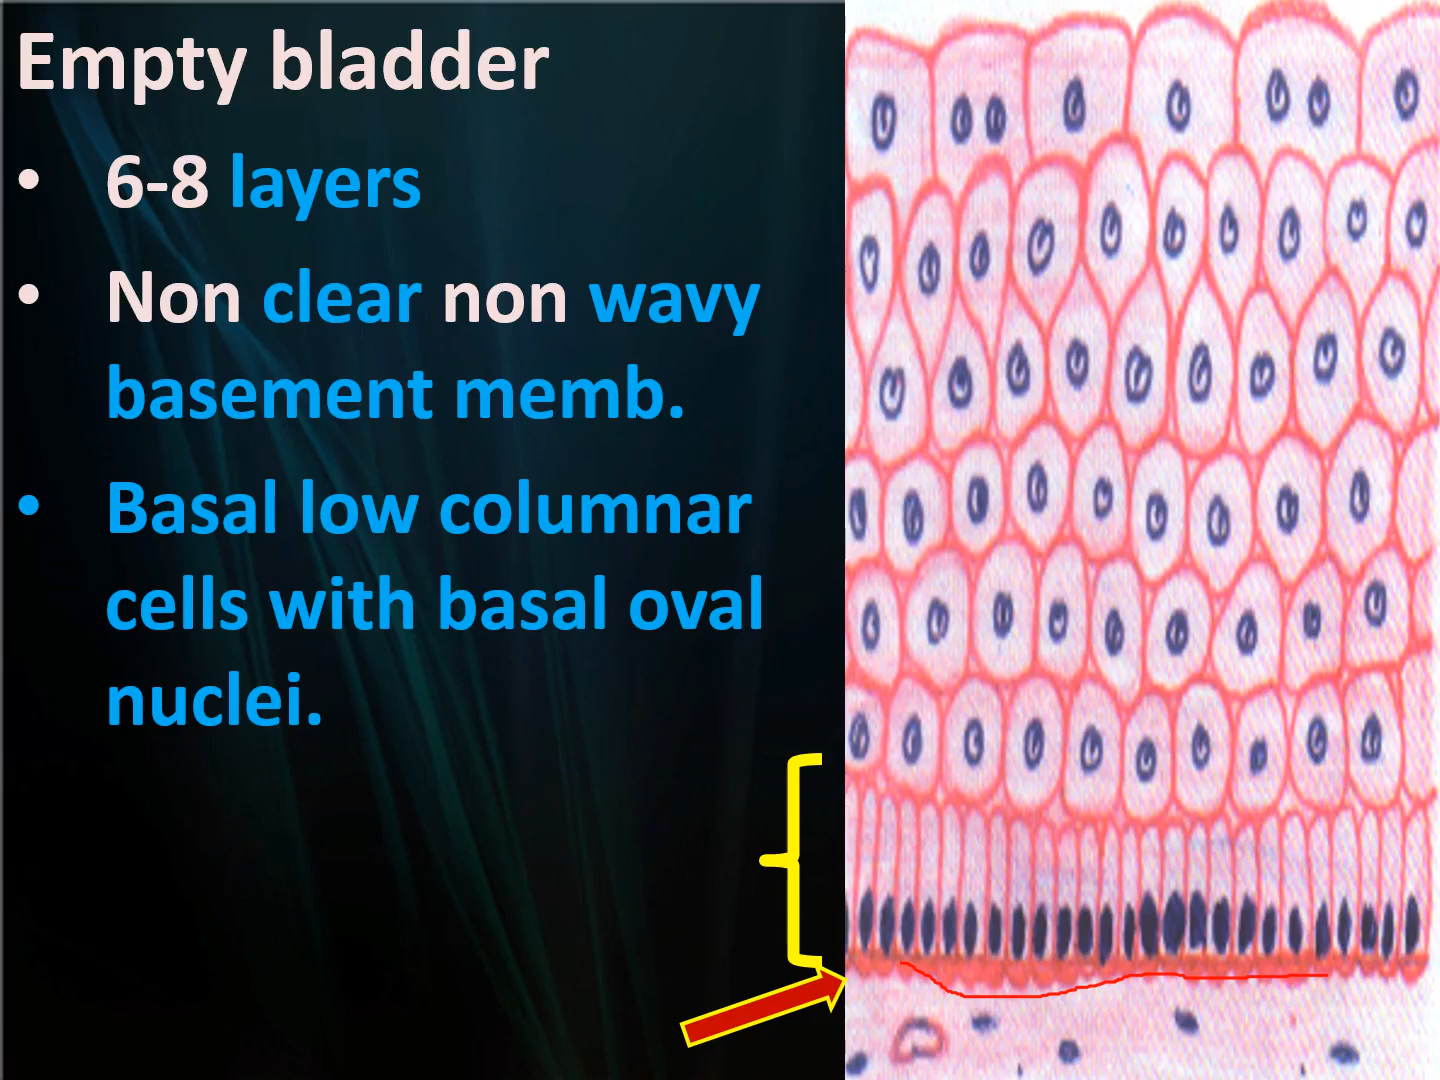 Empty bladder
• 6-8 layers
• Non clear non wavy
basement memb.
• Basal low columnar
cells with basal oval
nuclei.